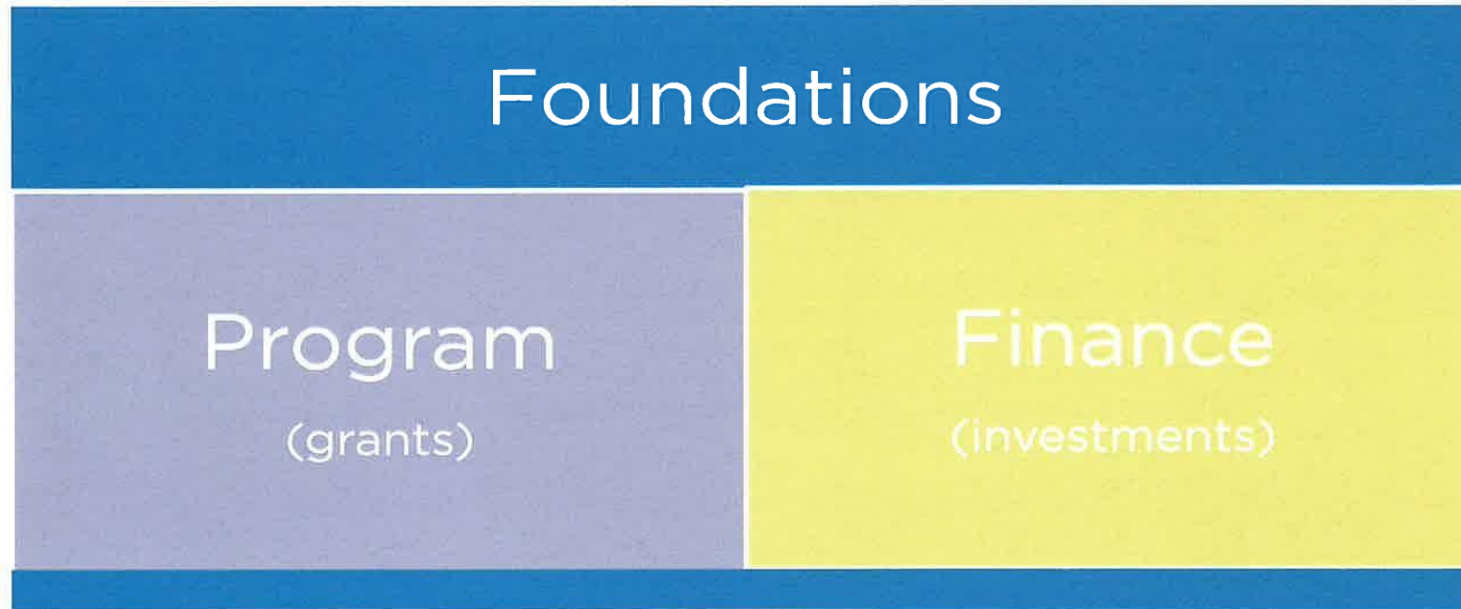 Foundations
Program
(grants)
Finance
(investments)